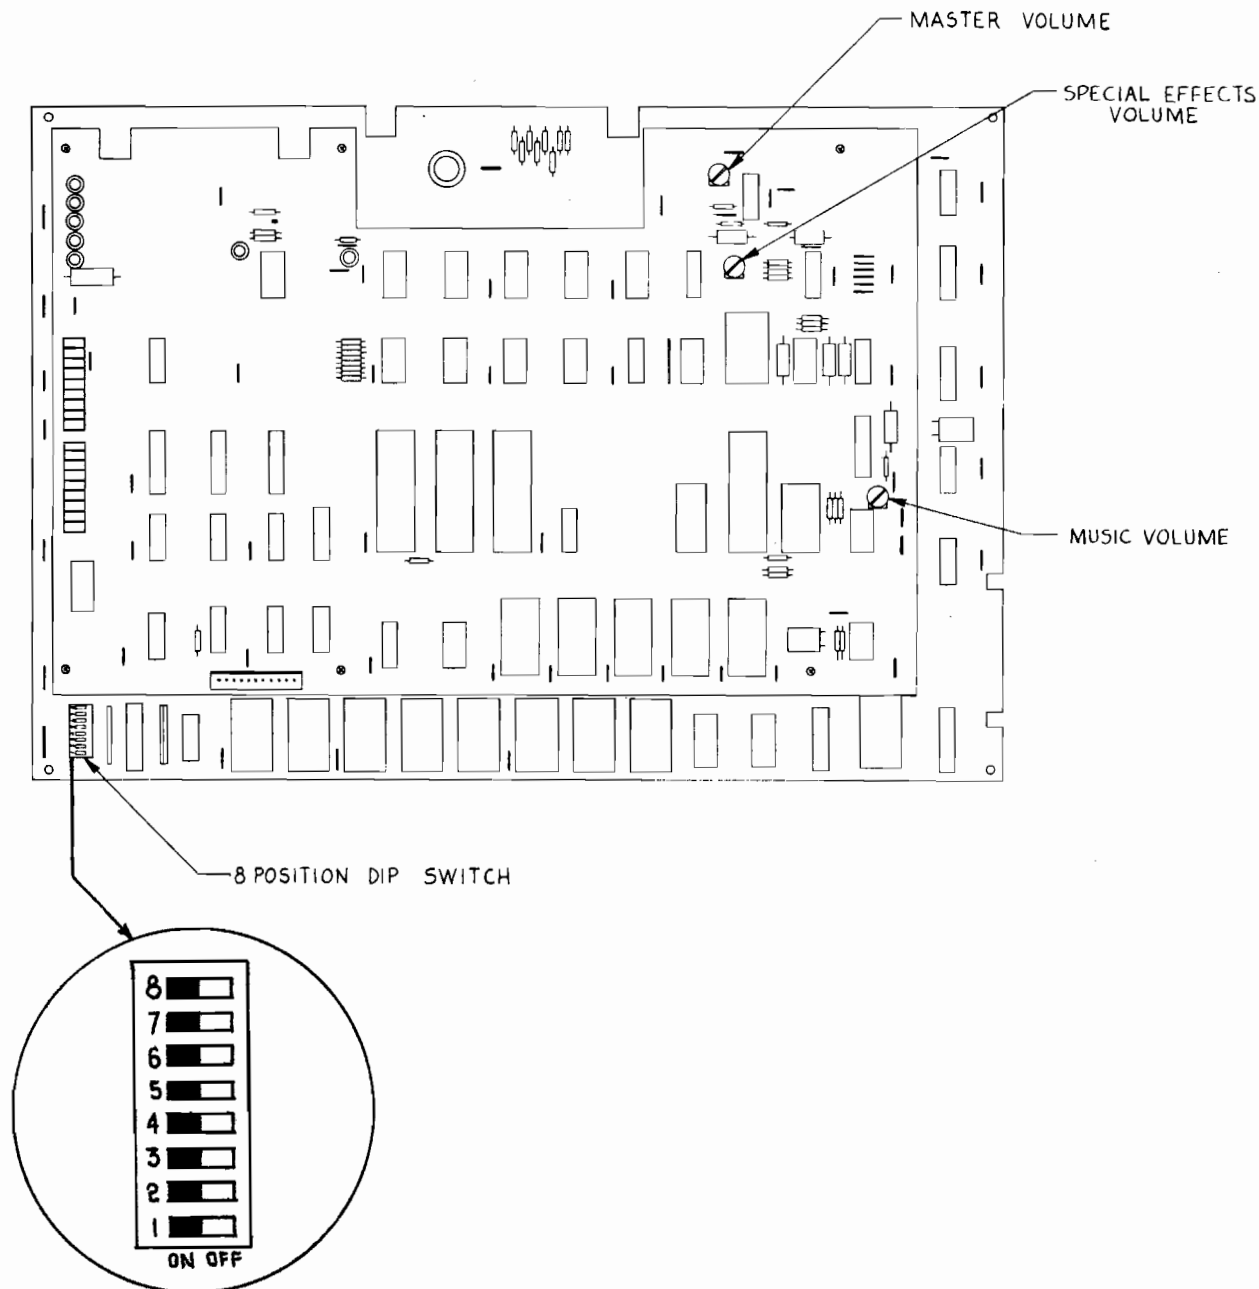 MASTER VOLUME
SPECIAL EFFECTS
VOLUME
MUSIC VOLUME
8 POSITION DIP SWITCH
8
7
6
5
4
3
2
1
ON OFF